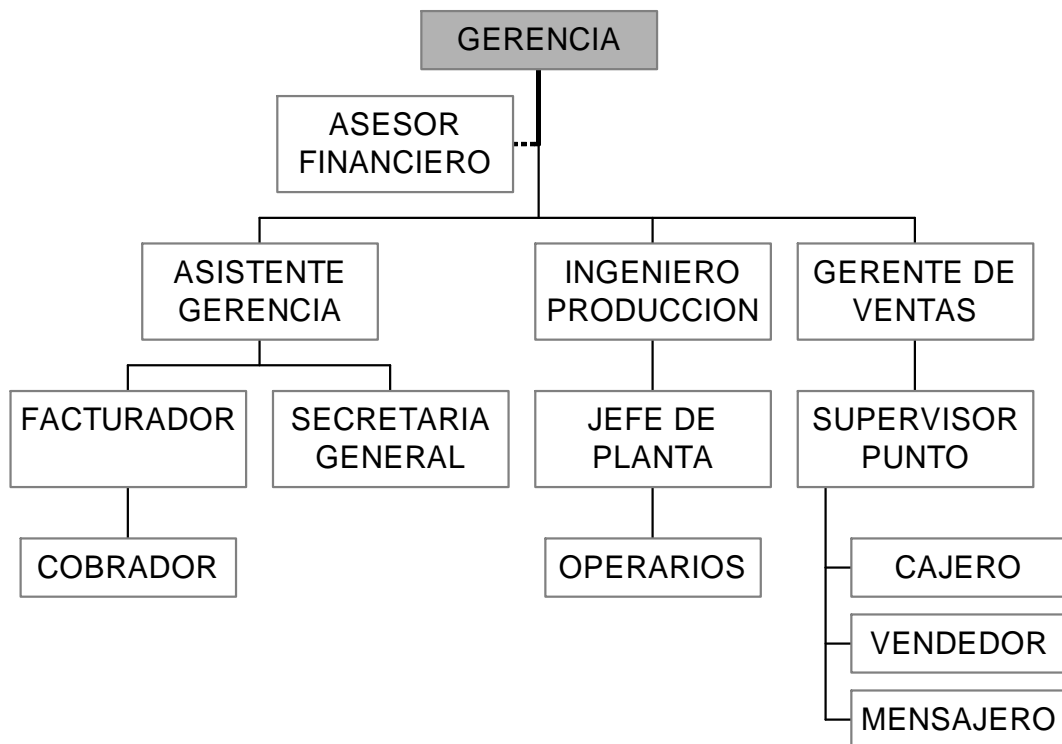 GERENCIA
ASESOR
FINANCIERO
ASISTENTE
GERENCIA
INGENIERO
PRODUCCION
GERENTE DE
VENTAS
FACTURADOR
SECRETARIA
GENERAL
JEFE DE
PLANTA
SUPERVISOR
PUNTO
COBRADOR
OPERARIOS
CAJERO
VENDEDOR
MENSAJERO